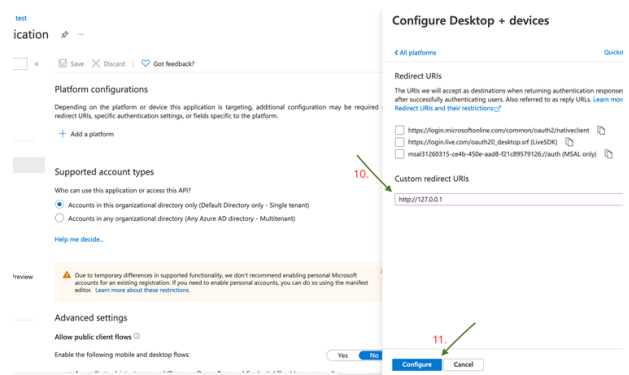 test
ication
Save Discard Got feedback?
Platform configurations
Depending on the platform or device this application is targeting, additional configuration may be required
redirect URIs, specific authentication settings, or fields specific to the platform.
Add a platform
Supported account types
Who can use this application or access this API?
Accounts in this organizational directory only (Default Directory only - Single tenant)
Accounts in any organizational directory (Any Azure AD directory - Multitenant)
Help me decide...
Preview
Due to temporary differences in supported functionality, we don't recommend enabling personal Microsoft
accounts for an existing registration. If you need to enable personal accounts, you can do so using the manifest
editor. Learn more about these restrictions.
Advanced settings
Allow public client flows
Enable the following mobile and desktop flows:
Yes No
Configure Desktop + devices
All platforms
Quickst
Redirect URIs
The URIs we will accept as destinations when returning authentication responses
after successfully authenticating users. Also referred to as reply URLs. Learn more
Redirect URIs and their restrictions
https://login.microsoftonline.com/common/oauth2/nativeclient
https://login.live.com/oauth20_desktop.srf (LiveSDK)
msal31260315-ce4b-450e-aad8-f21c89579126://auth (MSAL only)
10.
Custom redirect URIs
http://127.0.0.1
11.
Configure Cancel